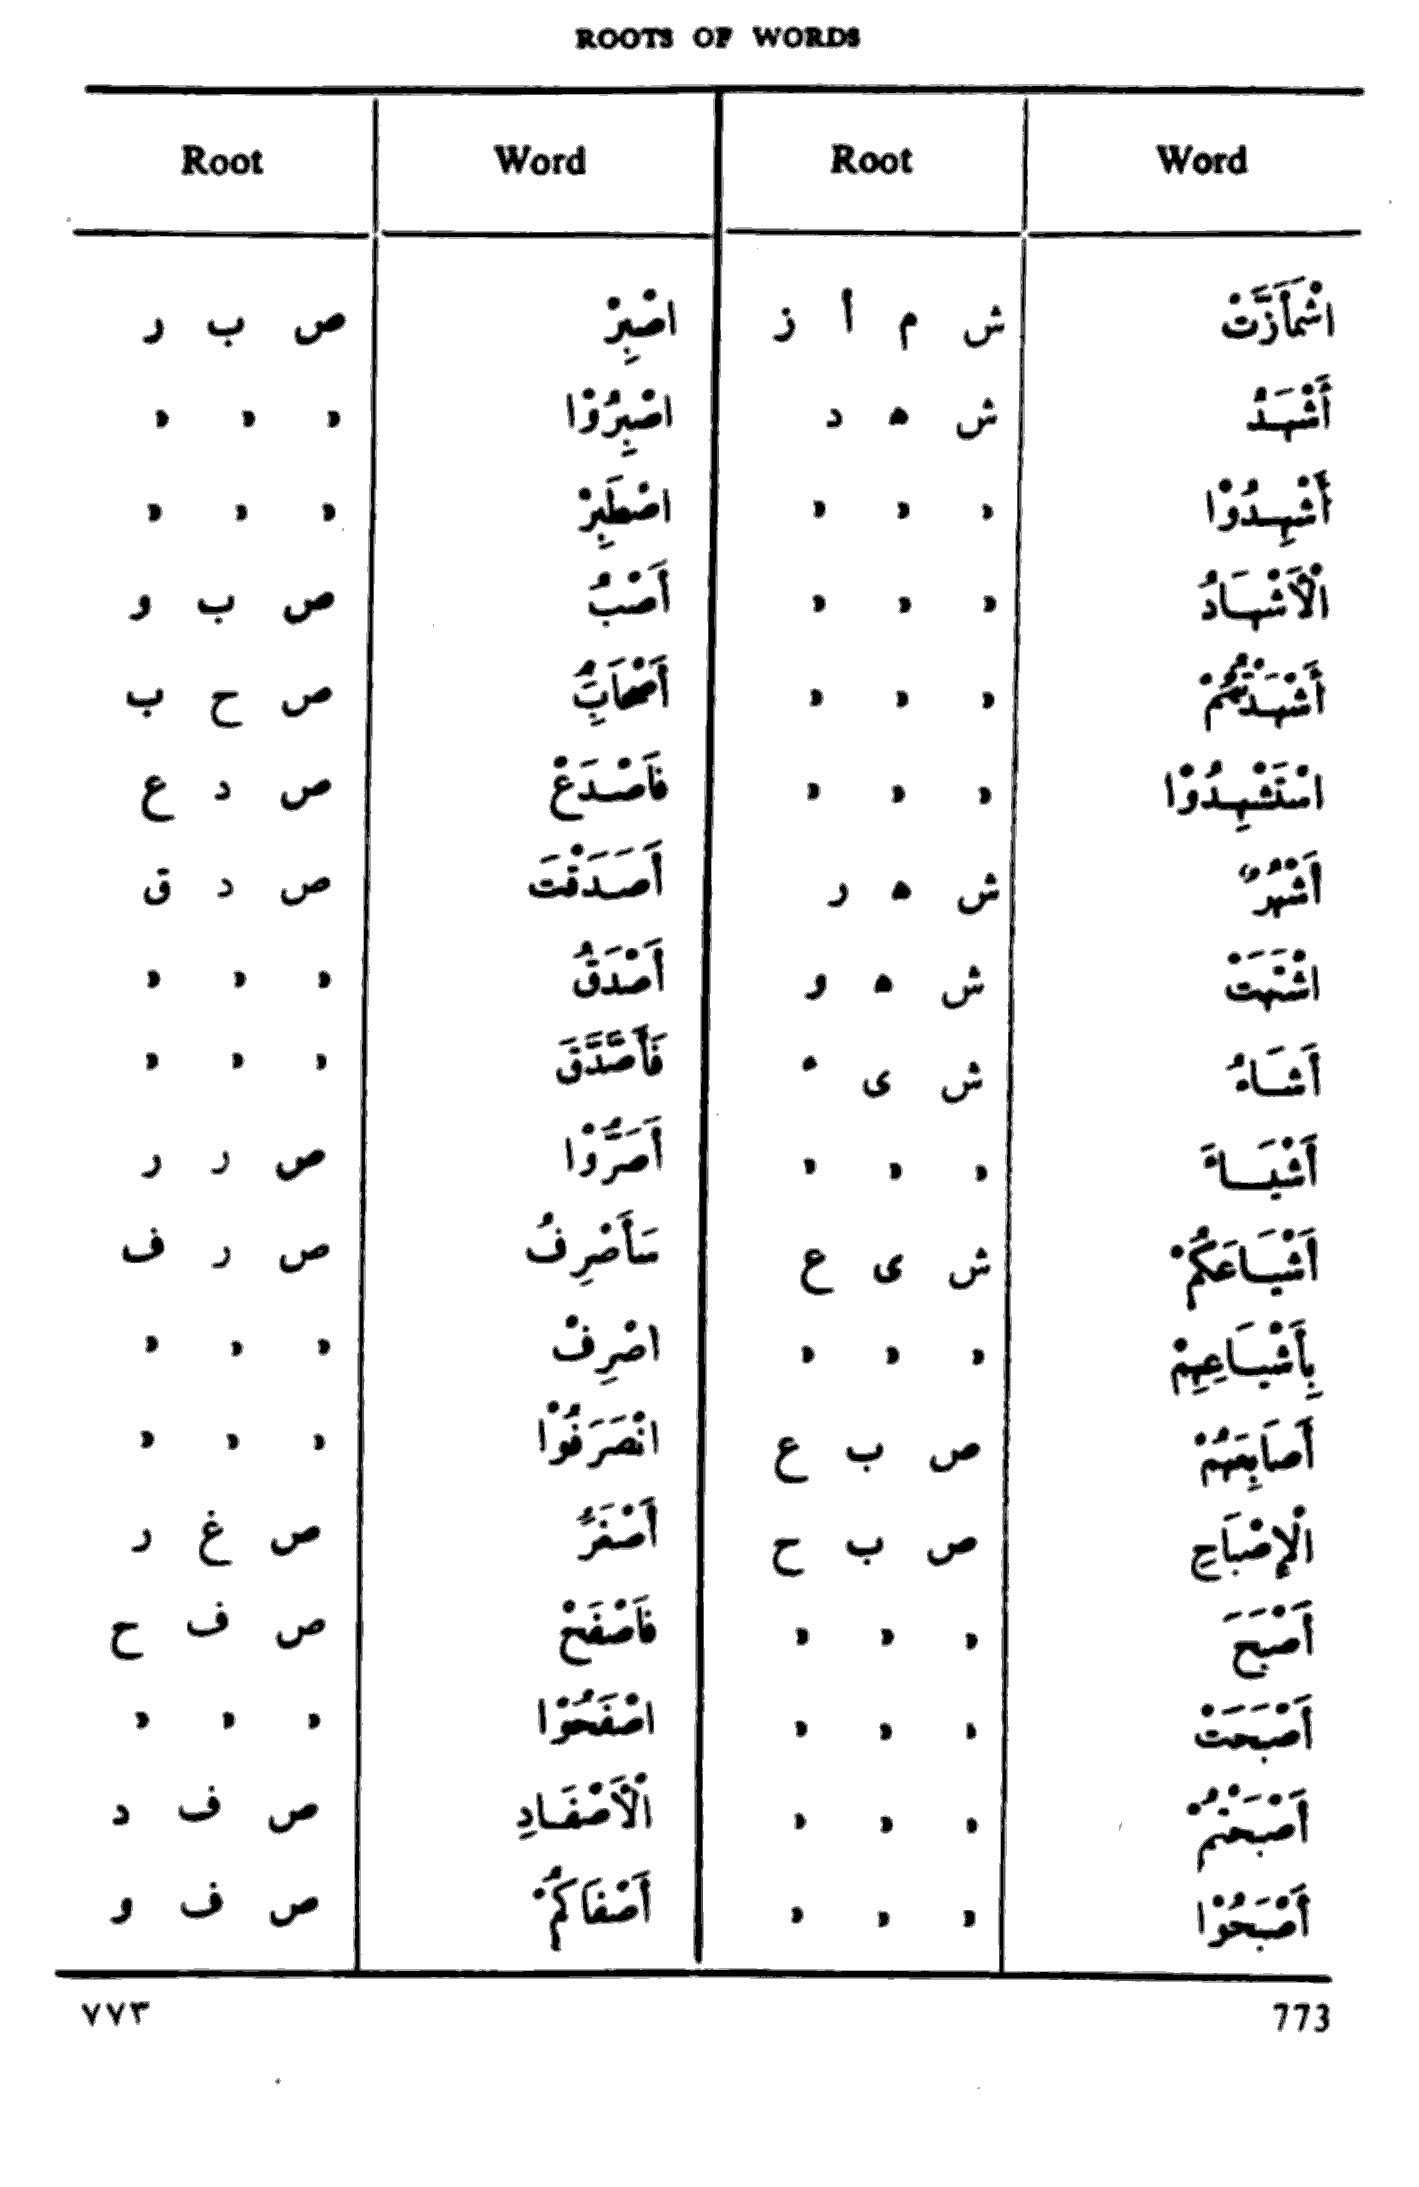 ROOTS OF WORDS
Root Word Root Word
اشْمَأَزَّتْ ش م أ ز اصْبِرْ ص ب ر
أَشْهَدُ ش ه د اصْبِرُوْا » » »
أَشْهِدُوْا » » » اصْطَبِرْ » » »
الْأَشْهَادُ » » » أَصْبُ ص ب و
أَشْهَدْتُهُمْ » » » أَصْحَابُ ص ح ب
اسْتَشْهِدُوْا » » » فَاصْدَعْ ص د ع
أَشْهُرٌ ش ه ر أَصَدَقْتَ ص د ق
اشْتَهَتْ ش ه و أَصْدَقُ » » »
أَشَاءُ ش ی ء فَأَصَّدَّقَ » » »
أَشْيَاءَ » » » أَصَرُّوْا ص ر ر
أَشْيَاعَكُمْ ش ی ع سَأَصْرِفُ ص ر ف
بِأَشْيَاعِهِمْ » » » اصْرِفْ » » »
أَصَابِعَهُمْ ص ب ع انْصَرَفُوْا » » »
الْإِصْبَاحِ ص ب ح أَصْغَرُ ص غ ر
أَصْبَحَ » » » فَاصْفَحْ ص ف ح
أَصْبَحَتْ » » » اصْفَحُوْا » » »
أَصْبَحْتُمْ » » » الْأَصْفَادِ ص ف د
أَصْبَحُوْا » » » أَصْفَاكُمْ ص ف و
٧٧٣ 773